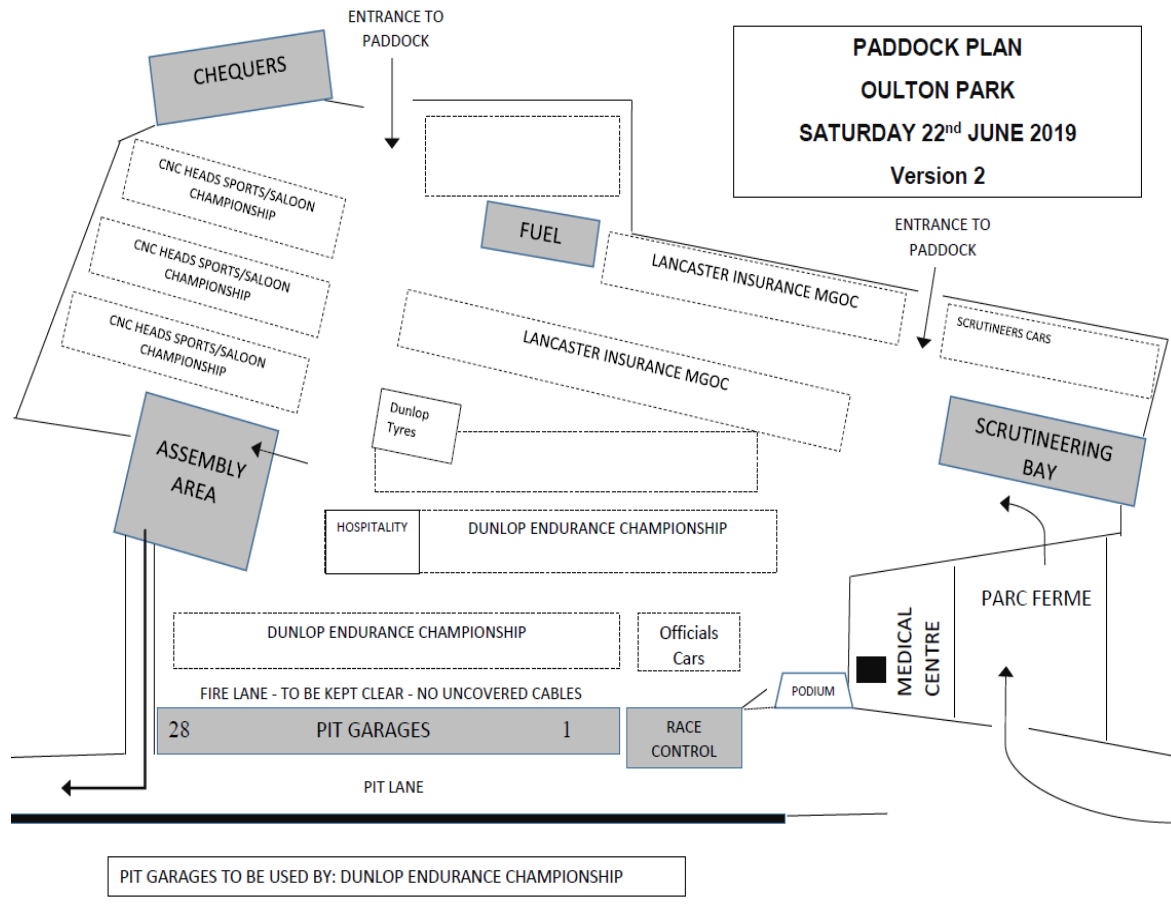 ENTRANCE TO
PADDOCK
PADDOCK PLAN
OULTON PARK
SATURDAY 22nd JUNE 2019
Version 2
CHEQUERS
CNC HEADS SPORTS/SALOON
CHAMPIONSHIP
CNC HEADS SPORTS/SALOON
CHAMPIONSHIP
CNC HEADS SPORTS/SALOON
CHAMPIONSHIP
FUEL
ENTRANCE TO
PADDOCK
LANCASTER INSURANCE MGOC
LANCASTER INSURANCE MGOC
SCRUTINEERS CARS
Dunlop
Tyres
ASSEMBLY
AREA
SCRUTINEERING
BAY
HOSPITALITY
DUNLOP ENDURANCE CHAMPIONSHIP
PARC FERME
MEDICAL
CENTRE
DUNLOP ENDURANCE CHAMPIONSHIP
Officials
Cars
FIRE LANE - TO BE KEPT CLEAR - NO UNCOVERED CABLES
PODIUM
28 PIT GARAGES 1
RACE
CONTROL
PIT LANE
PIT GARAGES TO BE USED BY: DUNLOP ENDURANCE CHAMPIONSHIP